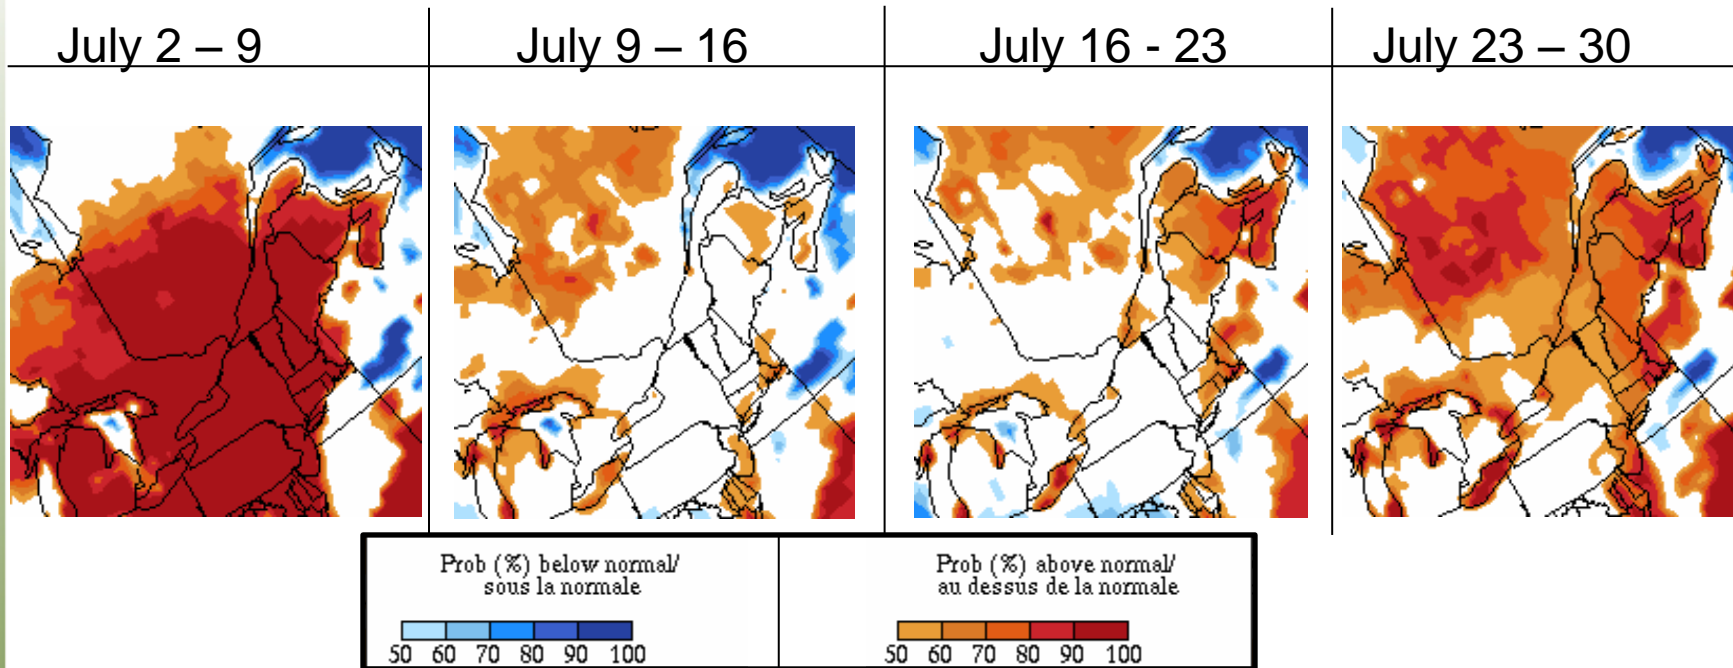 July 2 – 9
July 9 – 16
July 16 - 23
July 23 – 30
Prob (%) below normal/
sous la normale
50 60 70 80 90 100
Prob (%) above normal/
au dessus de la normale
50 60 70 80 90 100